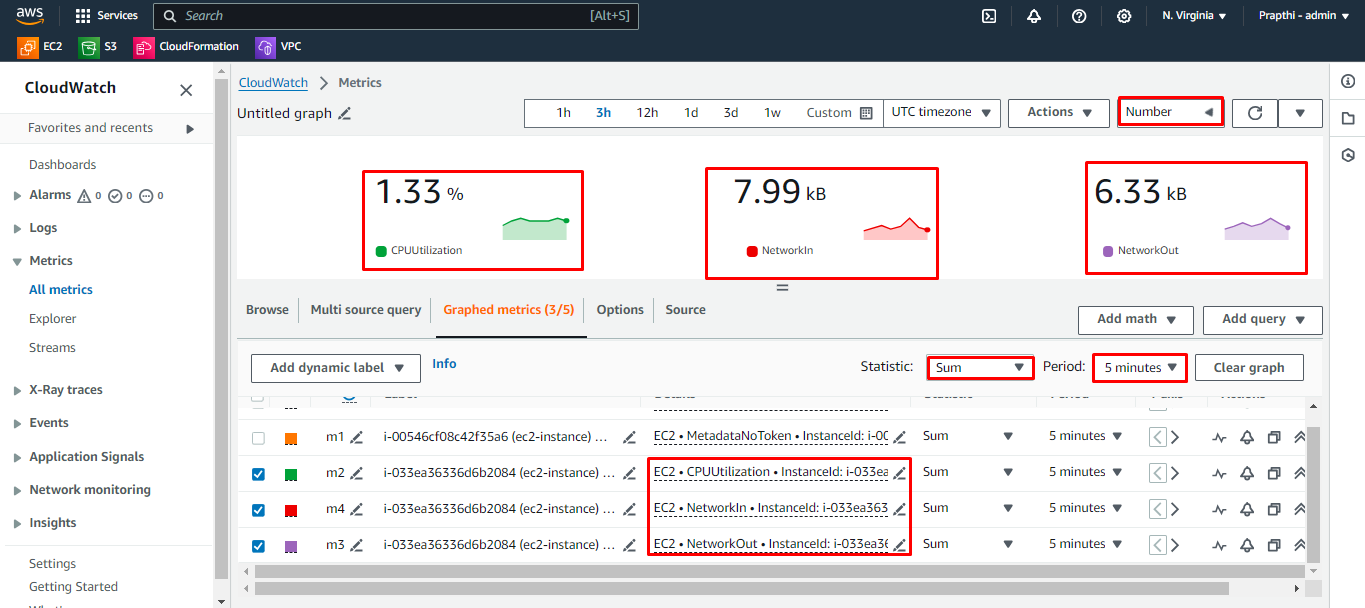 aws Services Search [Alt+S] N. Virginia Prapthi - admin
EC2 S3 CloudFormation VPC
CloudWatch
Favorites and recents
Dashboards
Alarms 0 0 0
Logs
Metrics
All metrics
Explorer
Streams
X-Ray traces
Events
Application Signals
Network monitoring
Insights
Settings
Getting Started
CloudWatch Metrics
Untitled graph 1h 3h 12h 1d 3d 1w Custom UTC timezone Actions Number
1.33 % 7.99 kB 6.33 kB
CPUUtilization NetworkIn NetworkOut
Browse Multi source query Graphed metrics (3/5) Options Source
Add math Add query
Add dynamic label Info Statistic: Sum Period: 5 minutes Clear graph
m1 i-00546cf08c42f35a6 (ec2-instance) ... EC2 • MetadataNoToken • InstanceId: i-00 Sum 5 minutes
m2 i-033ea36336d6b2084 (ec2-instance) ... EC2 • CPUUtilization • InstanceId: i-033ea Sum 5 minutes
m4 i-033ea36336d6b2084 (ec2-instance) ... EC2 • NetworkIn • InstanceId: i-033ea363 Sum 5 minutes
m3 i-033ea36336d6b2084 (ec2-instance) ... EC2 • NetworkOut • InstanceId: i-033ea36 Sum 5 minutes